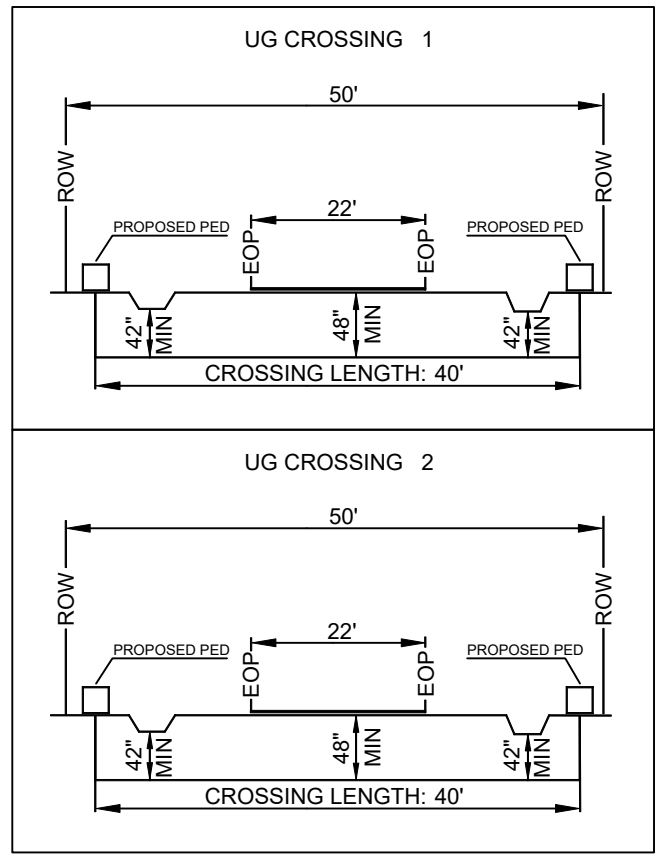 UG CROSSING 1
50'
ROW
ROW
22'
PROPOSED PED
PROPOSED PED
EOP
EOP
42" MIN
48" MIN
42" MIN
CROSSING LENGTH: 40'
UG CROSSING 2
50'
ROW
ROW
22'
PROPOSED PED
PROPOSED PED
EOP
EOP
42" MIN
48" MIN
42" MIN
CROSSING LENGTH: 40'